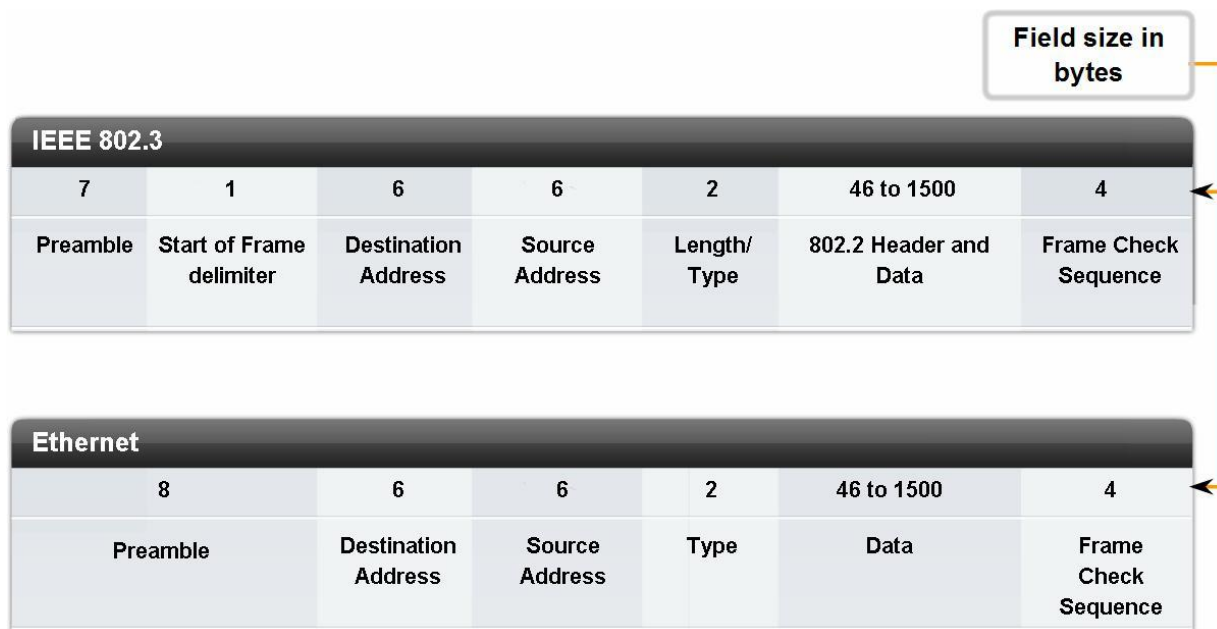 Field size in
bytes
IEEE 802.3
7 1 6 6 2 46 to 1500 4
Preamble Start of Frame Destination Source Length/ 802.2 Header and Frame Check
delimiter Address Address Type Data Sequence
Ethernet
8 6 6 2 46 to 1500 4
Preamble Destination Source Type Data Frame
Address Address Check
Sequence